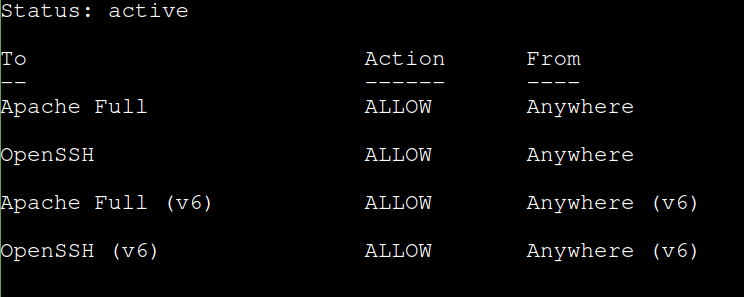 Status: active
To Action From
-- ------ ----
Apache Full ALLOW Anywhere
OpenSSH ALLOW Anywhere
Apache Full (v6) ALLOW Anywhere (v6)
OpenSSH (v6) ALLOW Anywhere (v6)